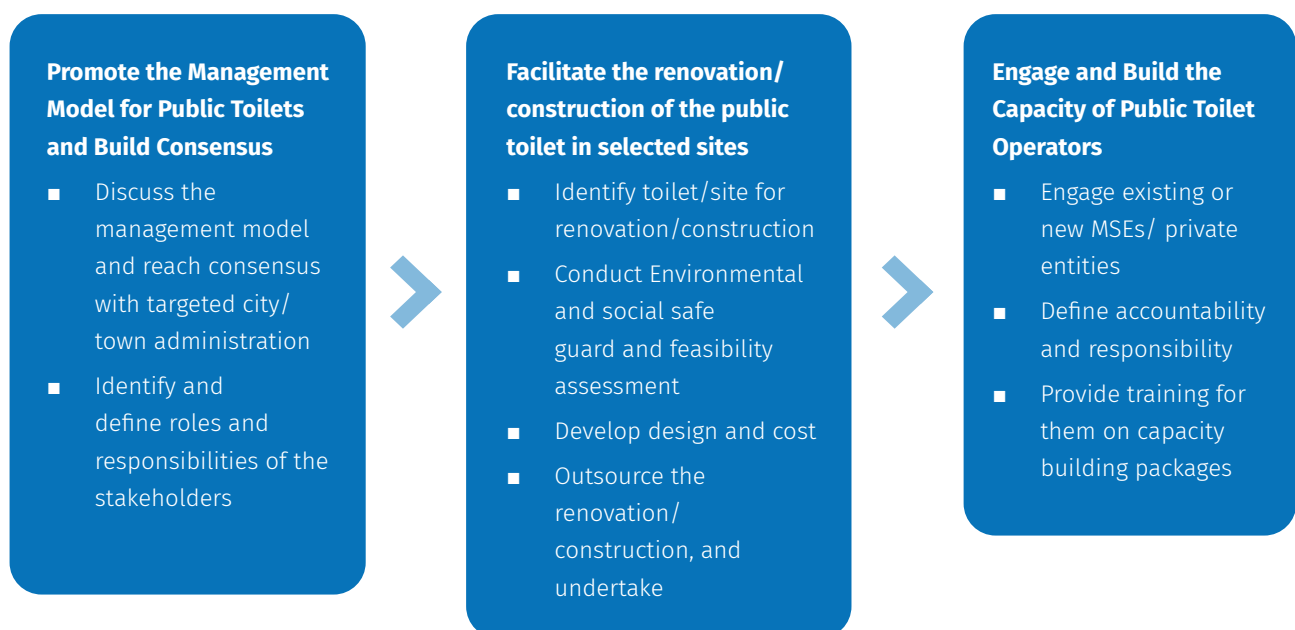 Promote the Management
Model for Public Toilets
and Build Consensus
■ Discuss the
management model
and reach consensus
with targeted city/
town administration
■ Identify and
define roles and
responsibilities of the
stakeholders
Facilitate the renovation/
construction of the public
toilet in selected sites
■ Identify toilet/site for
renovation/construction
■ Conduct Environmental
and social safe
guard and feasibility
assessment
■ Develop design and cost
■ Outsource the
renovation/
construction, and
undertake
Engage and Build the
Capacity of Public Toilet
Operators
■ Engage existing or
new MSEs/ private
entities
■ Define accountability
and responsibility
■ Provide training for
them on capacity
building packages